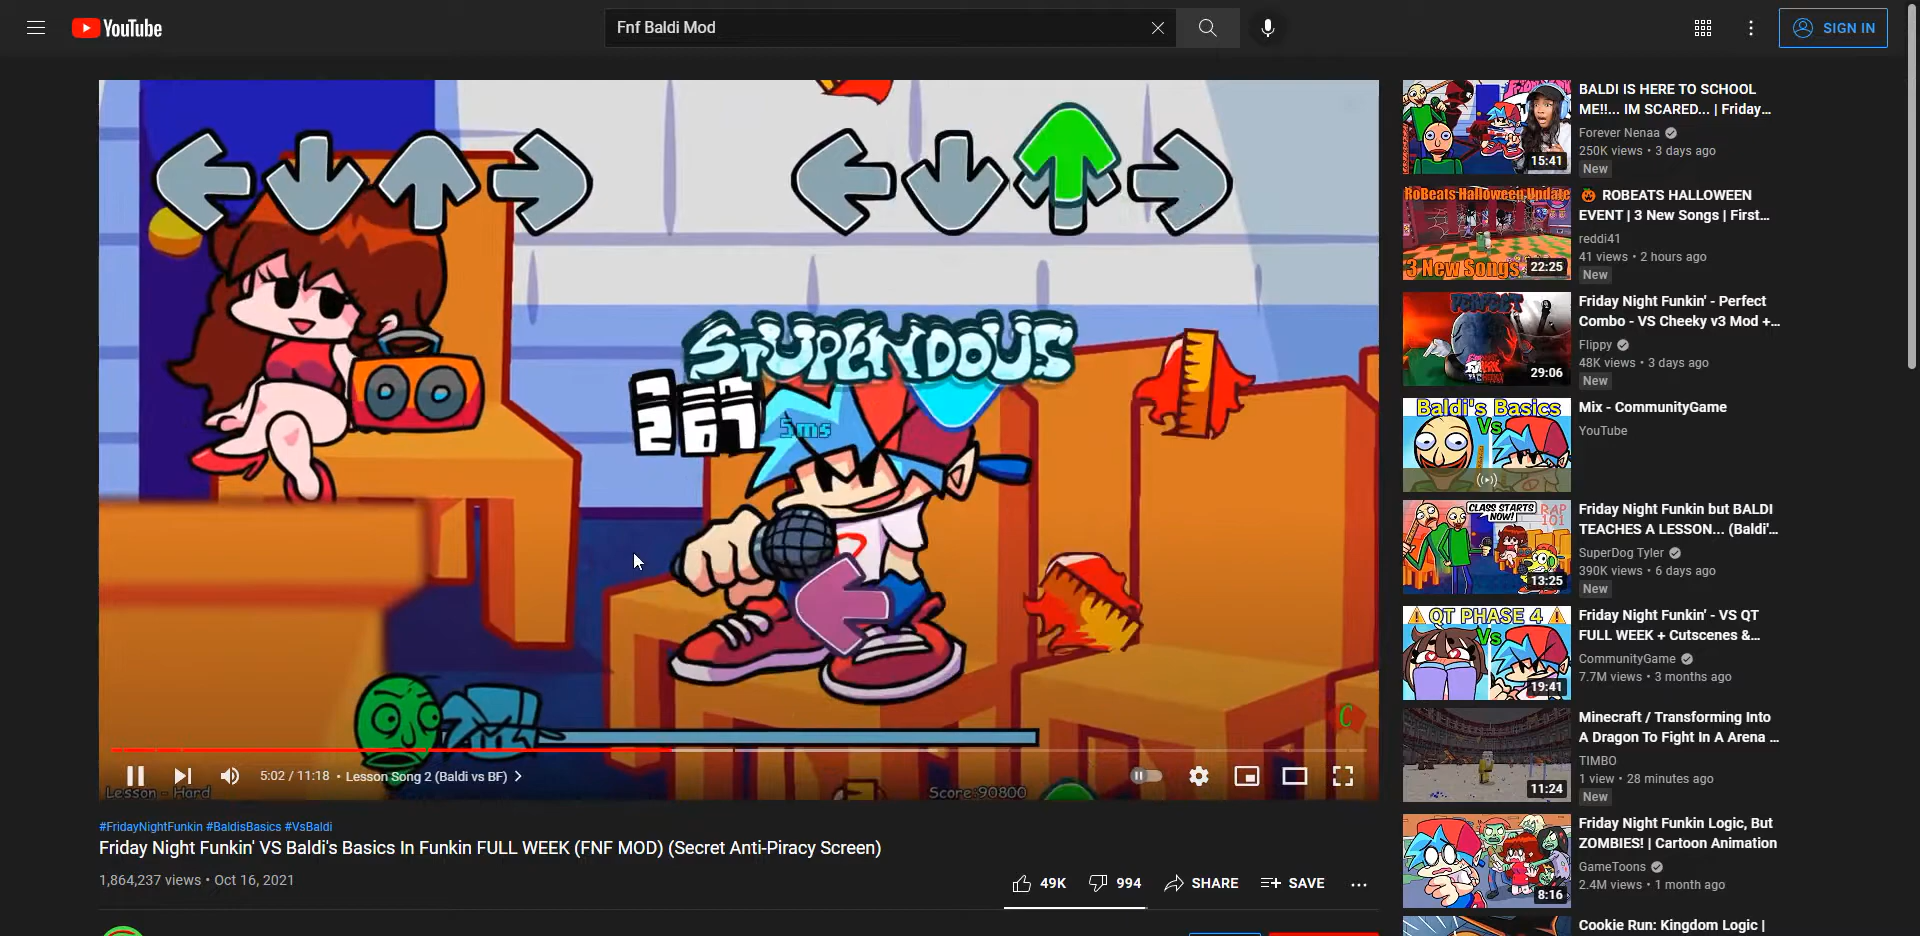 YouTube
Fnf Baldi Mod
SIGN IN
STUPENDOUS
267
5ms
C
5:02 / 11:18 • Lesson Song 2 (Baldi vs BF)
Lesson - Hard
Score:90800
#FridayNightFunkin #BaldisBasics #VsBaldi
Friday Night Funkin' VS Baldi's Basics In Funkin FULL WEEK (FNF MOD) (Secret Anti-Piracy Screen)
1,864,237 views • Oct 16, 2021
49K
994
SHARE
SAVE
15:41
BALDI IS HERE TO SCHOOL
ME!!... IM SCARED... | Friday...
Forever Nenaa
250K views • 3 days ago
New
RoBeats Halloween Update
3 New Songs
22:25
🎃 ROBEATS HALLOWEEN
EVENT | 3 New Songs | First...
reddi41
41 views • 2 hours ago
New
PERFECT
29:06
Friday Night Funkin' - Perfect
Combo - VS Cheeky v3 Mod +...
Flippy
48K views • 3 days ago
New
Baldi's Basics
Vs
Mix - CommunityGame
YouTube
CLASS STARTS
NOW!
RAP
101
13:25
Friday Night Funkin but BALDI
TEACHES A LESSON... (Baldi'...
SuperDog Tyler
390K views • 6 days ago
New
QT PHASE 4
Vs
19:41
Friday Night Funkin' - VS QT
FULL WEEK + Cutscenes &...
CommunityGame
7.7M views • 3 months ago
11:24
Minecraft / Transforming Into
A Dragon To Fight In A Arena ...
TIMBO
1 view • 28 minutes ago
New
8:16
Friday Night Funkin Logic, But
ZOMBIES! | Cartoon Animation
GameToons
2.4M views • 1 month ago
Cookie Run: Kingdom Logic |